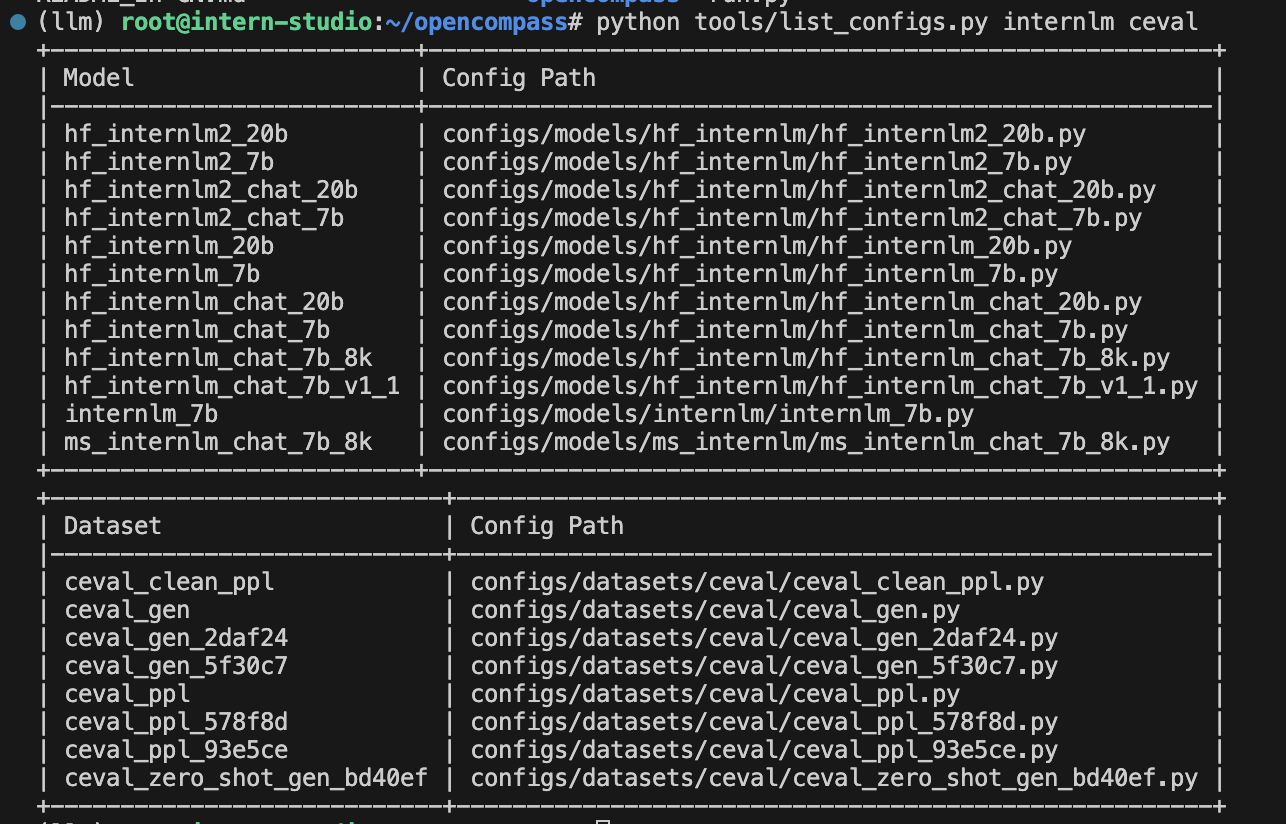 (llm) root@intern-studio:~/opencompass# python tools/list_configs.py internlm ceval
| Model | Config Path |
| hf_internlm2_20b | configs/models/hf_internlm/hf_internlm2_20b.py |
| hf_internlm2_7b | configs/models/hf_internlm/hf_internlm2_7b.py |
| hf_internlm2_chat_20b | configs/models/hf_internlm/hf_internlm2_chat_20b.py |
| hf_internlm2_chat_7b | configs/models/hf_internlm/hf_internlm2_chat_7b.py |
| hf_internlm_20b | configs/models/hf_internlm/hf_internlm_20b.py |
| hf_internlm_7b | configs/models/hf_internlm/hf_internlm_7b.py |
| hf_internlm_chat_20b | configs/models/hf_internlm/hf_internlm_chat_20b.py |
| hf_internlm_chat_7b | configs/models/hf_internlm/hf_internlm_chat_7b.py |
| hf_internlm_chat_7b_8k | configs/models/hf_internlm/hf_internlm_chat_7b_8k.py |
| hf_internlm_chat_7b_v1_1 | configs/models/hf_internlm/hf_internlm_chat_7b_v1_1.py |
| internlm_7b | configs/models/internlm/internlm_7b.py |
| ms_internlm_chat_7b_8k | configs/models/ms_internlm/ms_internlm_chat_7b_8k.py |
| Dataset | Config Path |
| ceval_clean_ppl | configs/datasets/ceval/ceval_clean_ppl.py |
| ceval_gen | configs/datasets/ceval/ceval_gen.py |
| ceval_gen_2daf24 | configs/datasets/ceval/ceval_gen_2daf24.py |
| ceval_gen_5f30c7 | configs/datasets/ceval/ceval_gen_5f30c7.py |
| ceval_ppl | configs/datasets/ceval/ceval_ppl.py |
| ceval_ppl_578f8d | configs/datasets/ceval/ceval_ppl_578f8d.py |
| ceval_ppl_93e5ce | configs/datasets/ceval/ceval_ppl_93e5ce.py |
| ceval_zero_shot_gen_bd40ef | configs/datasets/ceval/ceval_zero_shot_gen_bd40ef.py |